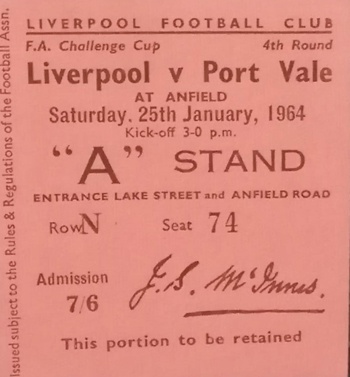 LIVERPOOL FOOTBALL CLUB
F.A. Challenge Cup 4th Round
Liverpool v Port Vale
AT ANFIELD
Saturday. 25th January, 1964
Kick-off 3-0 p.m.
"A" STAND
ENTRANCE LAKE STREET and ANFIELD ROAD
Row N Seat 74
Admission
7/6
J. S. McInnes.
This portion to be retained
Issued subject to the Rules & Regulations of the Football Assn.